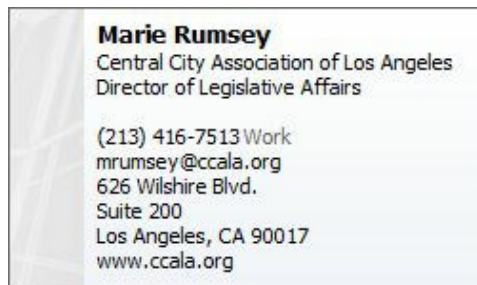 Marie Rumsey
Central City Association of Los Angeles
Director of Legislative Affairs
(213) 416-7513 Work
mrumsey@ccala.org
626 Wilshire Blvd.
Suite 200
Los Angeles, CA 90017
www.ccala.org